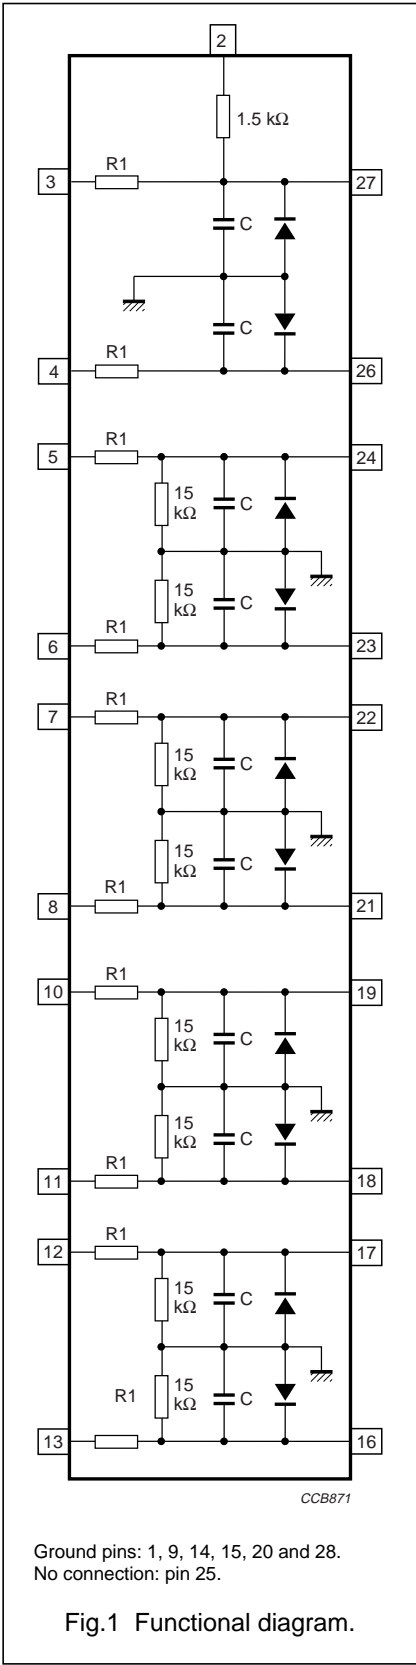 2
1.5 kΩ
R1
3
27
C
C
R1
4
26
R1
5
24
15
kΩ
C
15
kΩ
C
R1
6
23
R1
7
22
15
kΩ
C
15
kΩ
C
R1
8
21
R1
10
19
15
kΩ
C
15
kΩ
C
R1
11
18
R1
12
17
15
kΩ
C
R1
15
kΩ
C
13
16
CCB871
Ground pins: 1, 9, 14, 15, 20 and 28.
No connection: pin 25.
Fig.1 Functional diagram.